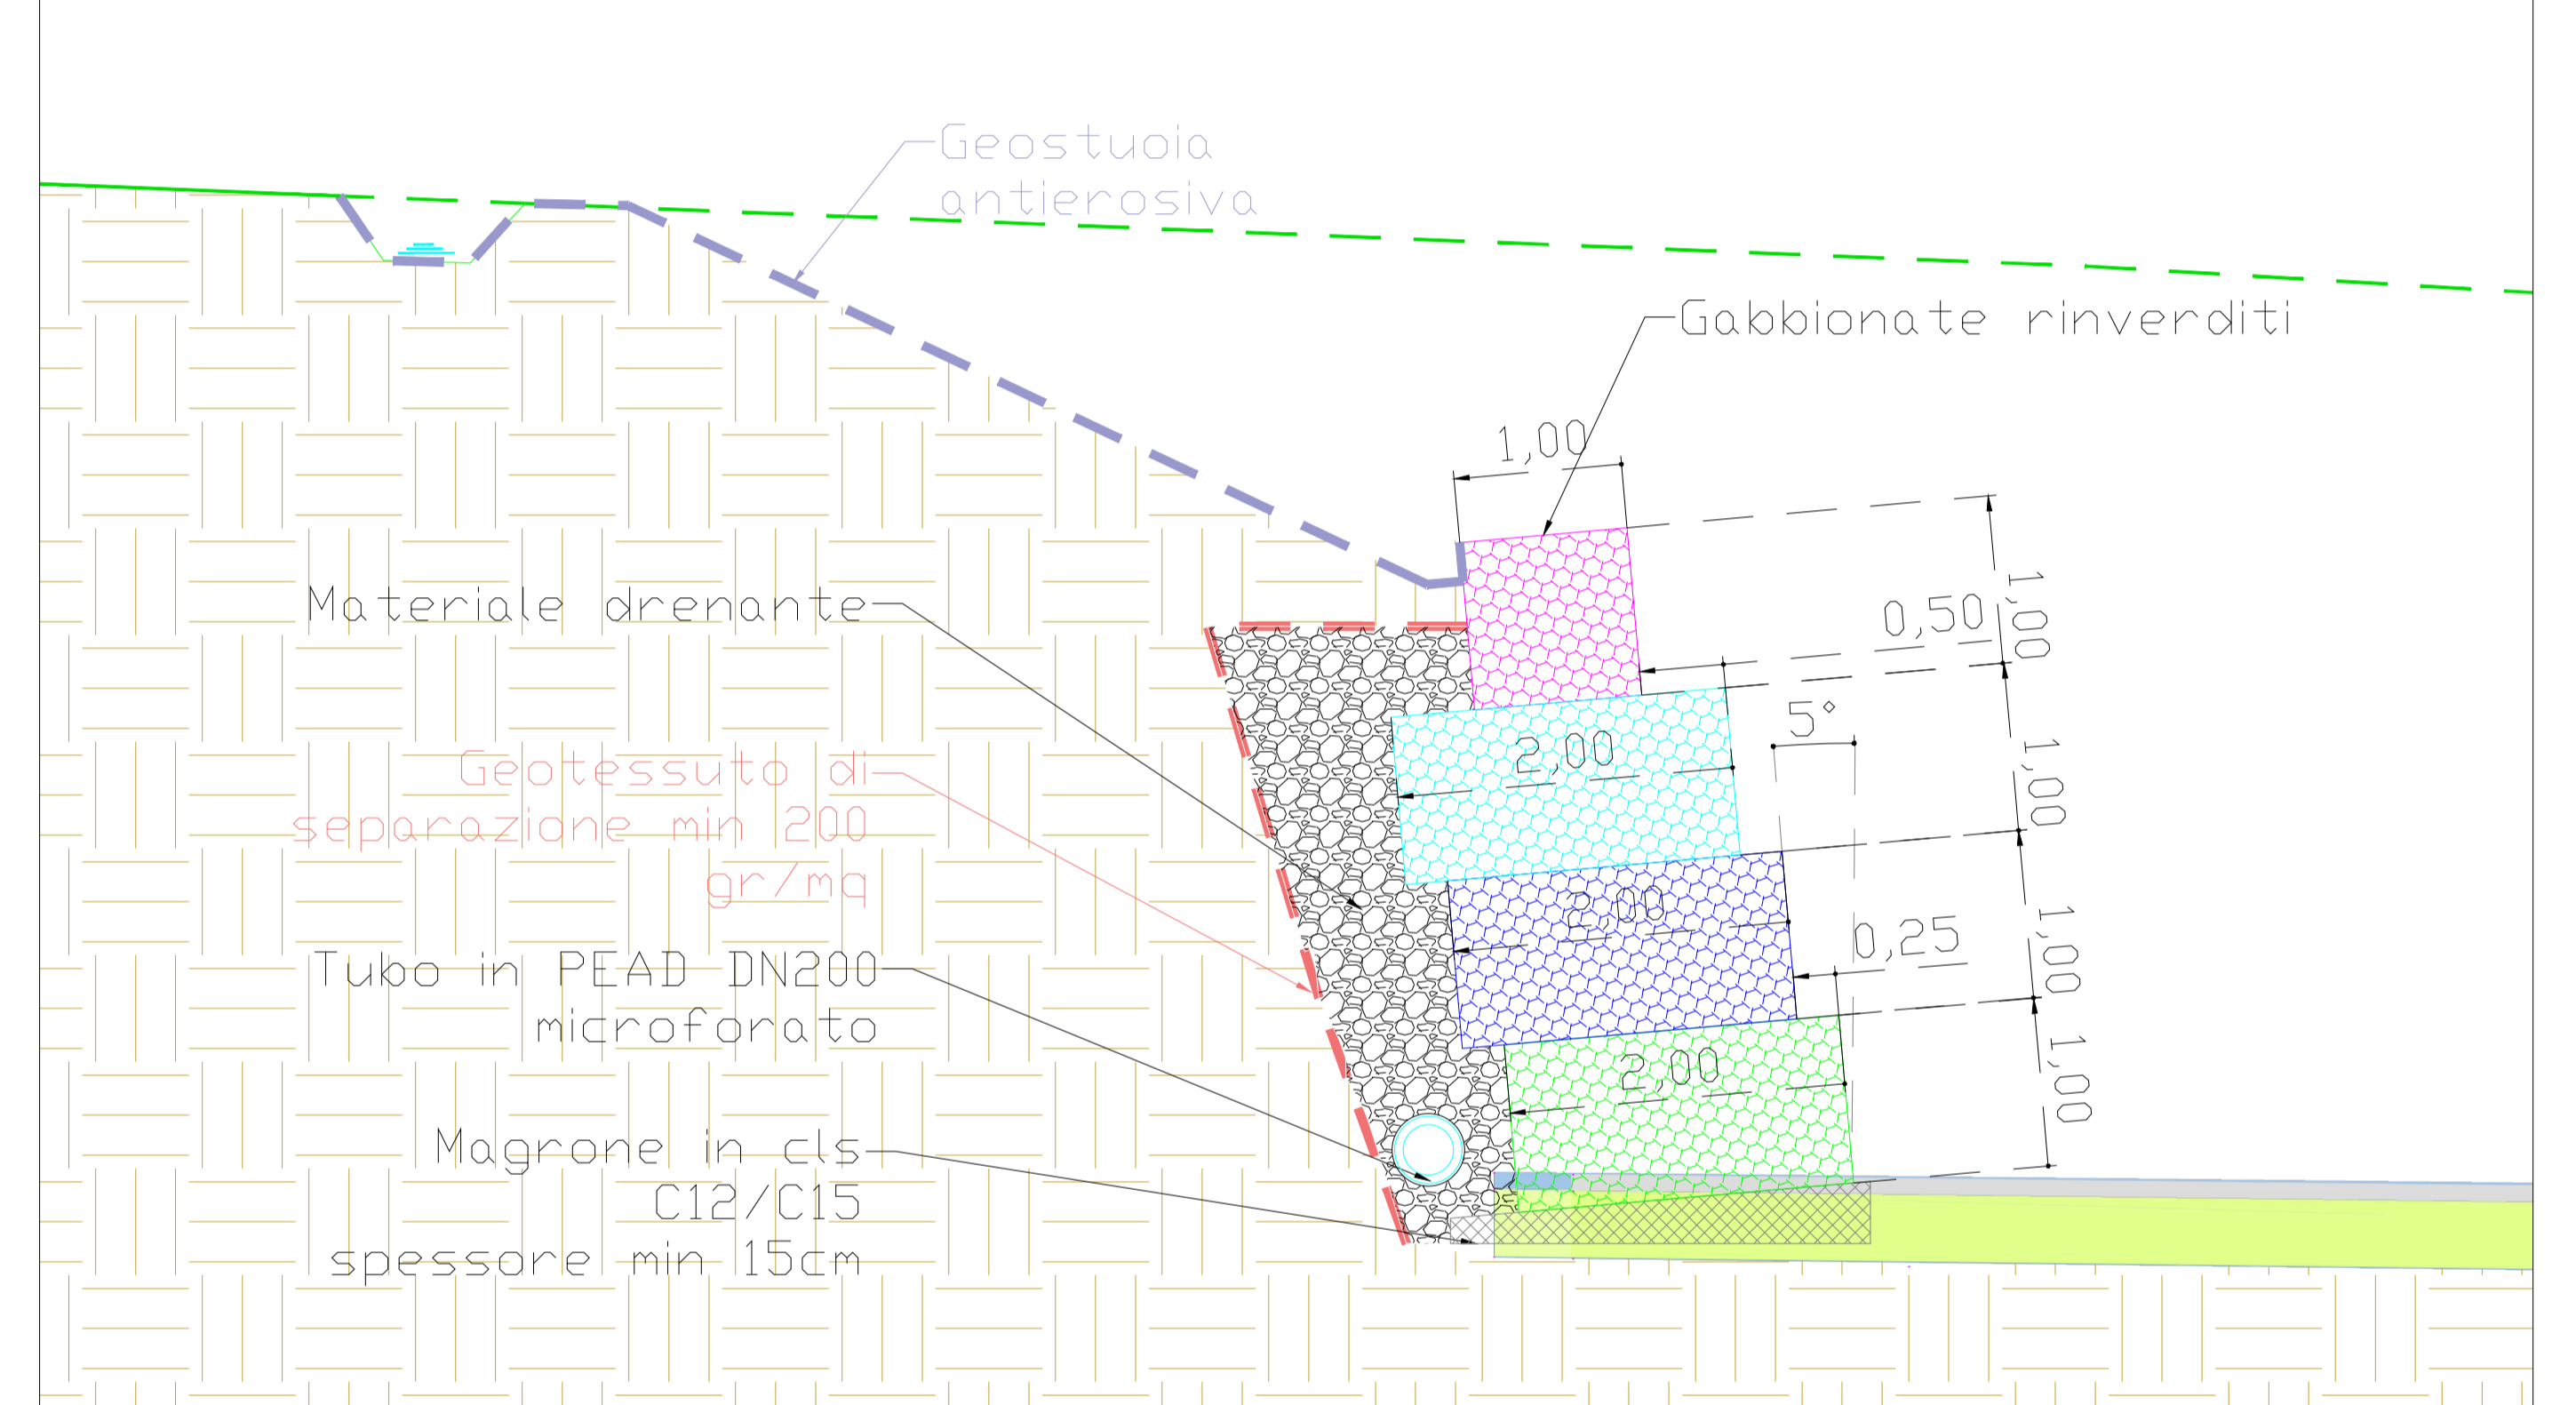 Geostuoia
antierosiva
Gabbionate rinverditi
1,00
1,00
0,50
Materiale drenante
5°
2,00
1,00
Geotessuto di
separazione min 200
gr/mq
2,00
0,25
1,00
Tubo in PEAD DN200
microforato
2,00
1,00
Magrone in cls
C12/C15
spessore min 15cm